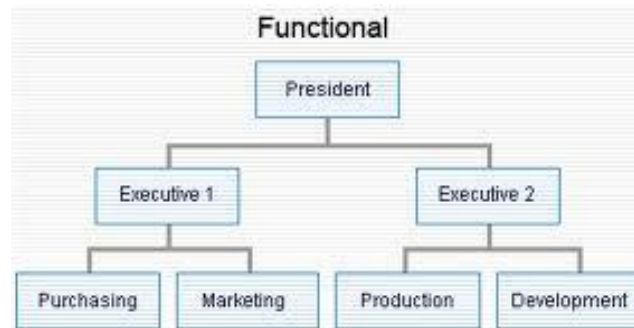 Functional
President
Executive 1
Executive 2
Purchasing
Marketing
Production
Development